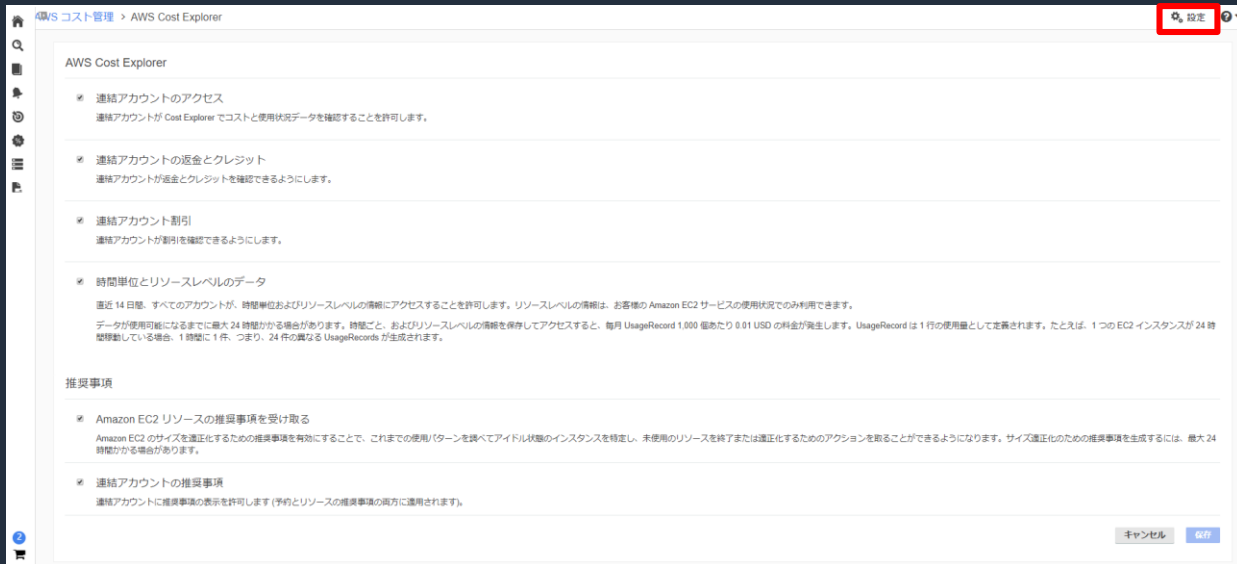 AWS コスト管理 > AWS Cost Explorer
設定
AWS Cost Explorer
連結アカウントのアクセス
連結アカウントが Cost Explorer でコストと使用状況データを確認することを許可します。
連結アカウントの返金とクレジット
連結アカウントが返金とクレジットを確認できるようにします。
連結アカウント割引
連結アカウントが割引を確認できるようにします。
時間単位とリソースレベルのデータ
直近 14 日間、すべてのアカウントが、時間単位およびリソースレベルの情報にアクセスすることを許可します。リソースレベルの情報は、お客様の Amazon EC2 サービスの使用状況でのみ利用できます。
データが使用可能になるまでに最大 24 時間かかる場合があります。時間ごと、およびリソースレベルの情報を保存してアクセスすると、毎月 UsageRecord 1,000 個あたり 0.01 USD の料金が発生します。UsageRecord は 1 行の使用量として定義されます。たとえば、1 つの EC2 インスタンスが 24 時
間稼働している場合、1 時間に 1 件、つまり、24 件の異なる UsageRecords が生成されます。
推奨事項
Amazon EC2 リソースの推奨事項を受け取る
Amazon EC2 のサイズを適正化するための推奨事項を有効にすることで、これまでの使用パターンを調べてアイドル状態のインスタンスを特定し、未使用のリソースを終了または適正化するためのアクションを取ることができるようになります。サイズ適正化のための推奨事項を生成するには、最大 24
時間かかる場合があります。
連結アカウントの推奨事項
連結アカウントに推奨事項の表示を許可します (予約とリソースの推奨事項の両方に適用されます)。
キャンセル
保存
2